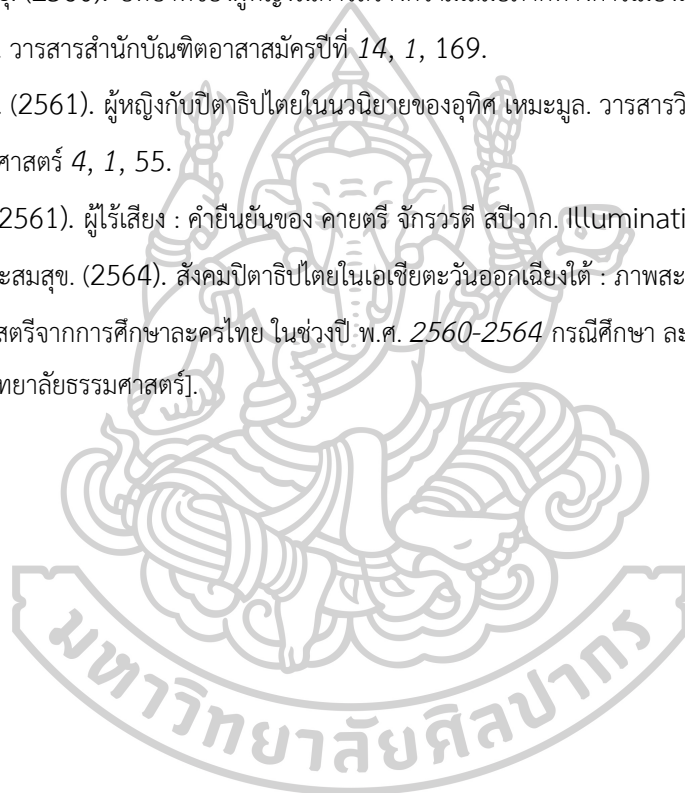 วารสารสำนักบัณฑิตอาสาสมัครปีที่ 14, 1, 169.
(2561). ผู้หญิงกับปิตาธิปไตยในนวนิยายของอุทิศ เหมะมูล. วารสารวิ
ศาสตร์ 4, 1, 55.
2561). ผู้ไร้เสียง : คำยืนยันของ คายตรี จักรวรตี สปีวาก. Illuminati
ะสมสุข. (2564). สังคมปิตาธิปไตยในเอเชียตะวันออกเฉียงใต้ : ภาพสะ
สตรีจากการศึกษาละครไทย ในช่วงปี พ.ศ. 2560-2564 กรณีศึกษา ละ
ทยาลัยธรรมศาสตร์].
มหาวิทยาลัยศิลปากร